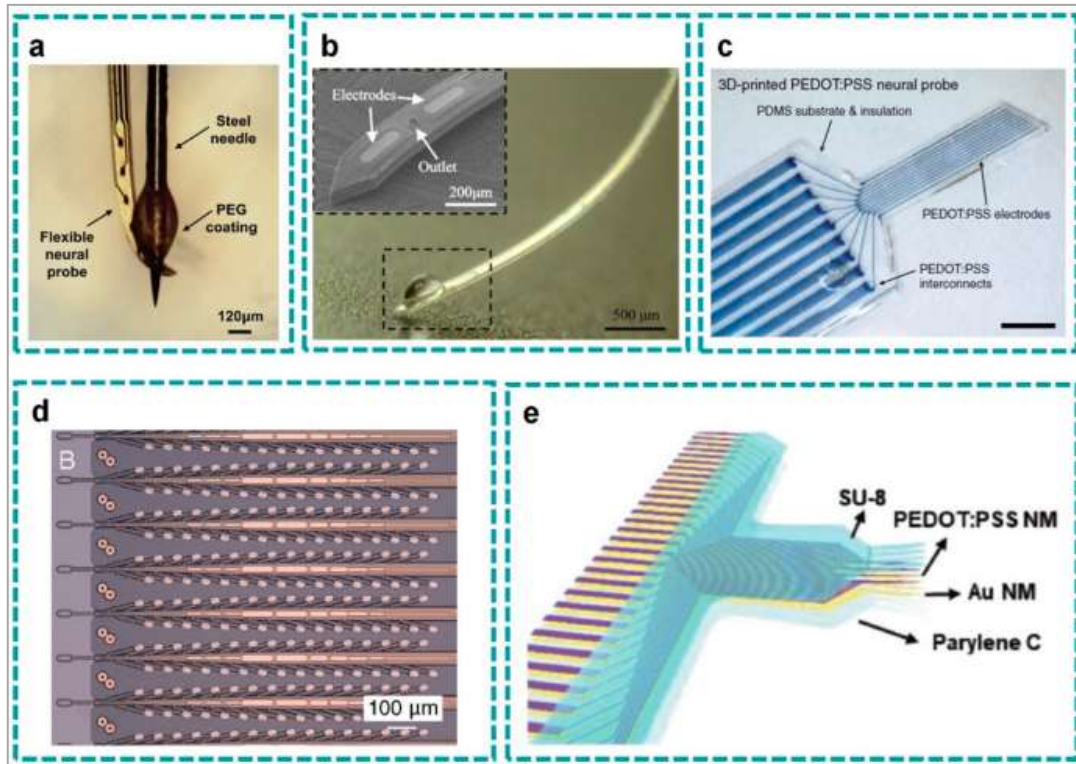 a
Steel
needle
PEG
coating
Flexible
neural
probe
120μm
b
Electrodes
Outlet
200μm
500 μm
c
3D-printed PEDOT:PSS neural probe
PDMS substrate & insulation
PEDOT:PSS electrodes
PEDOT:PSS
interconnects
d
B
100 μm
e
SU-8
PEDOT:PSS NM
Au NM
Parylene C